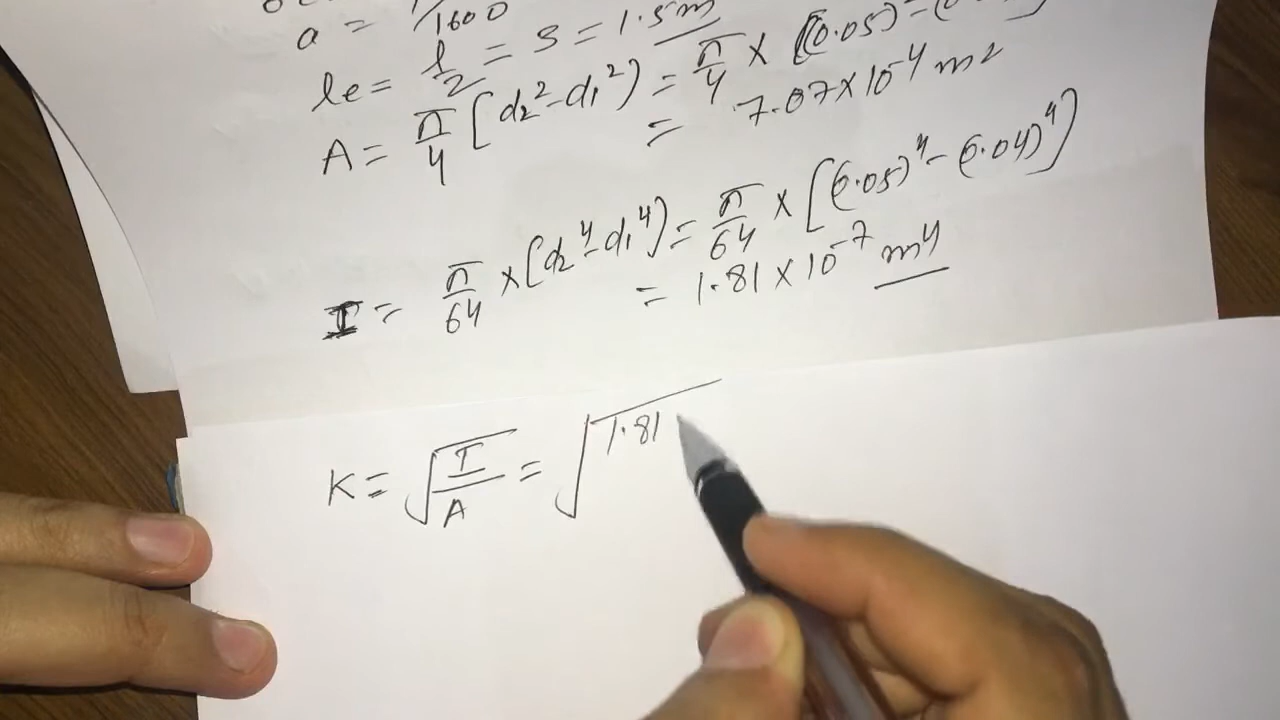 a = 1/1600
le = l/2 = 3 = 1.5m
A = π/4 [d₂² - d₁²) = π/4 × [(0.05)² - (0.
= 7.07×10⁻⁴ m²
I = π/64 × [d₂⁴ - d₁⁴) = π/64 × [(0.05)⁴ - (0.04)⁴]
= 1.81 × 10⁻⁷ m⁴
K = √I/A = √1.81